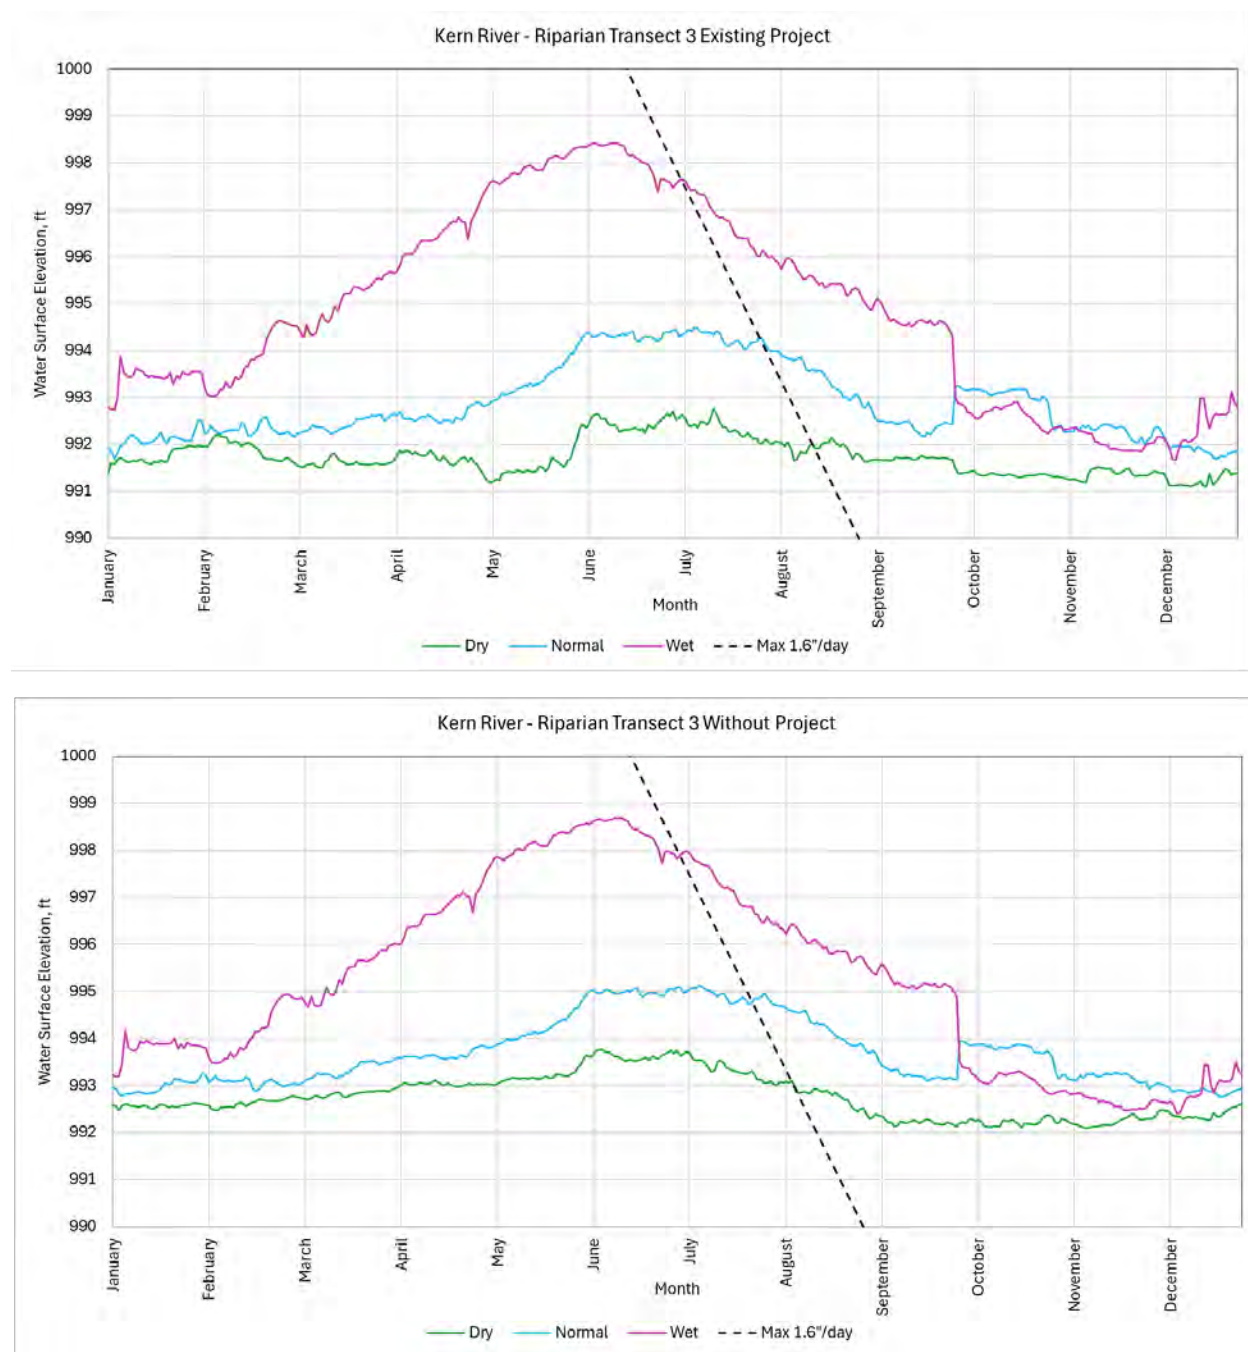 Kern River - Riparian Transect 3 Existing Project
1000
999
998
997
996
995
994
993
992
991
990
Water Surface Elevation, ft
January
February
March
April
May
June
July
August
September
October
November
December
Month
Dry Normal Wet Max 1.6"/day
Kern River - Riparian Transect 3 Without Project
1000
999
998
997
996
995
994
993
992
991
990
Water Surface Elevation, ft
January
February
March
April
May
June
July
August
September
October
November
December
Month
Dry Normal Wet Max 1.6"/day